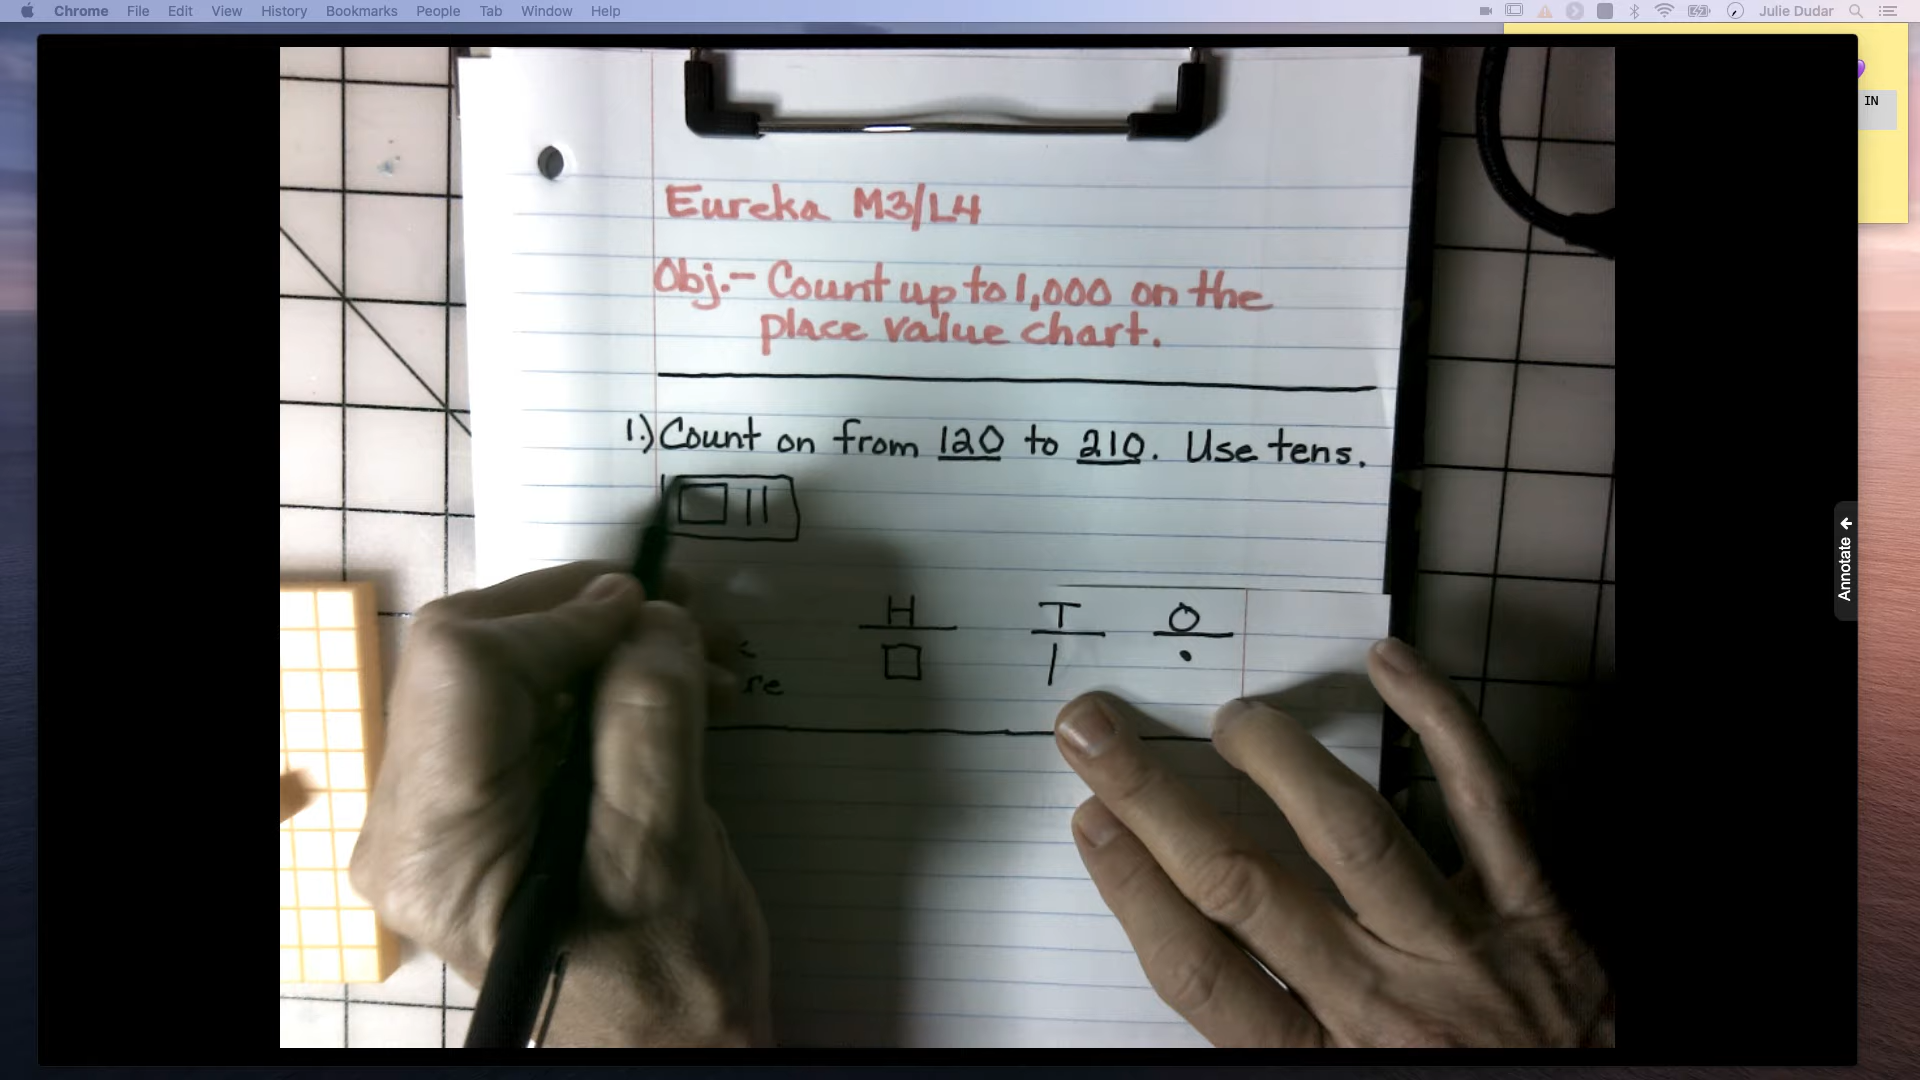 Chrome File Edit View History Bookmarks People Tab Window Help Julie Dudar
IN
Eureka M3/L4
Obj.- Count up to 1,000 on the
place value chart.
1.) Count on from 120 to 210. Use tens.
H T O
Annotate